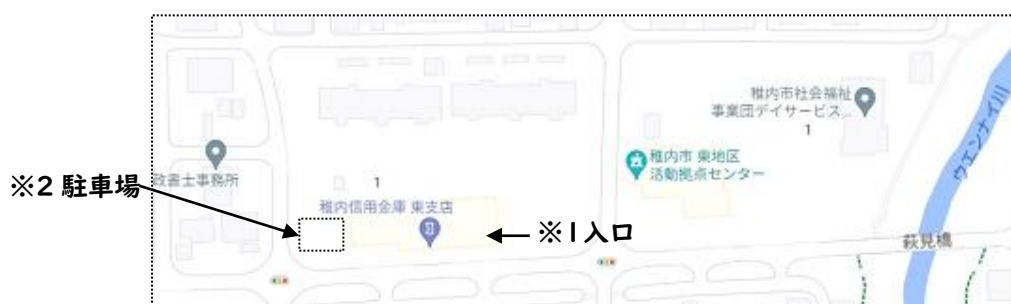 稚内市社会福祉
事業団デイサービス...
1
稚内市 東地区
活動拠点センター
政書士事務所
※2 駐車場
1
稚内信用金庫 東支店
※1入口
ウエンナイ川
萩見橋